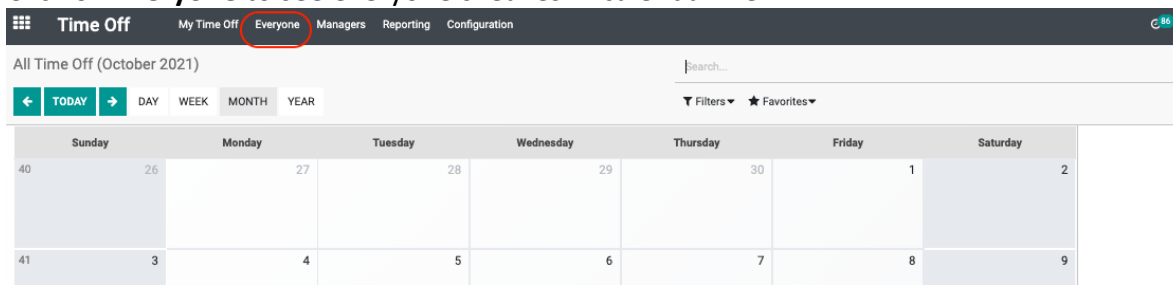 Time Off My Time Off Everyone Managers Reporting Configuration 86
All Time Off (October 2021) Search...
TODAY DAY WEEK MONTH YEAR Filters Favorites
Sunday Monday Tuesday Wednesday Thursday Friday Saturday
40 26 27 28 29 30 1 2
41 3 4 5 6 7 8 9